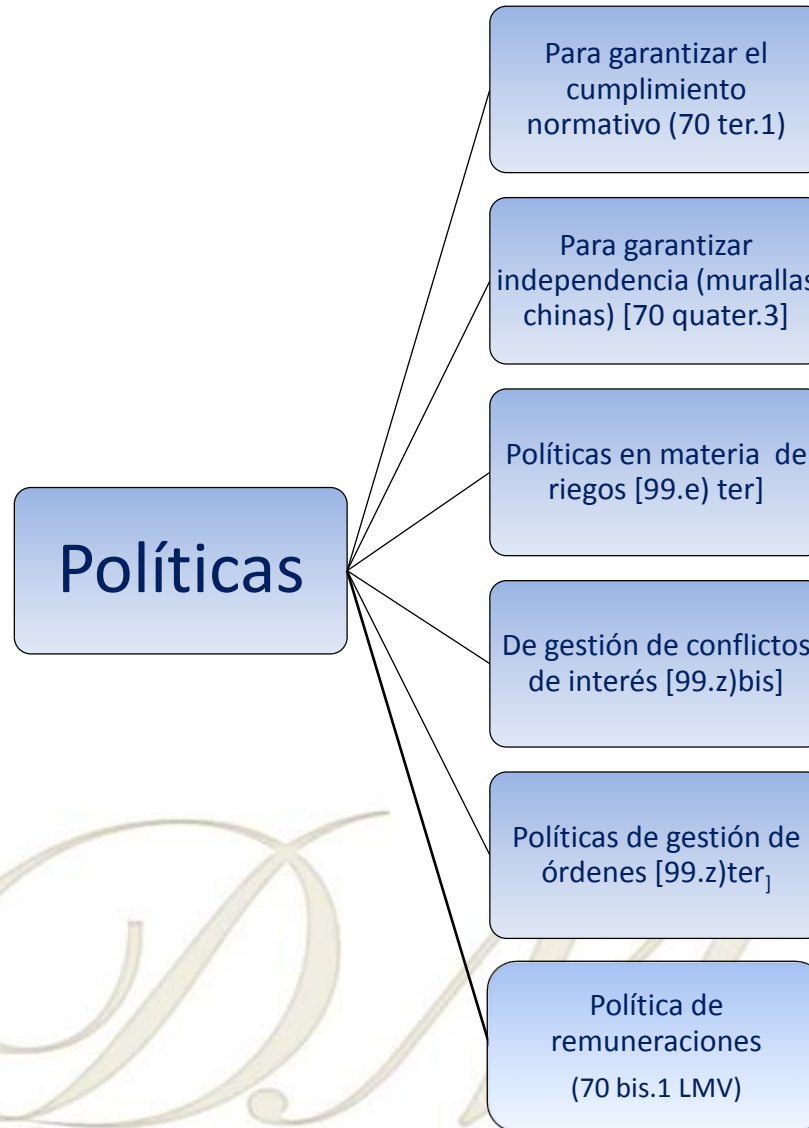 Para garantizar el
cumplimiento
normativo (70 ter.1)
Para garantizar
independencia (murallas
chinas) [70 quater.3]
Políticas en materia de
riegos [99.e) ter]
Políticas
De gestión de conflictos
de interés [99.z)bis]
Políticas de gestión de
órdenes [99.z)ter]
Política de
remuneraciones
(70 bis.1 LMV)